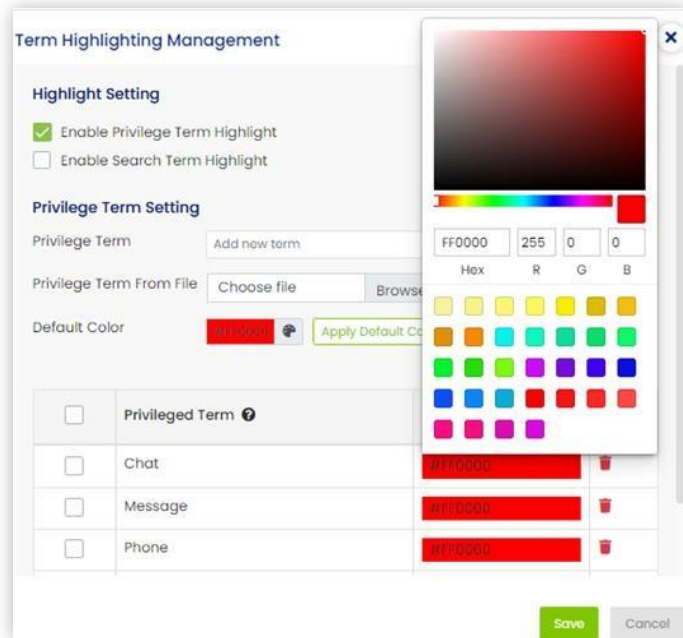 Term Highlighting Management
Highlight Setting
Enable Privilege Term Highlight
Enable Search Term Highlight
Privilege Term Setting
Privilege Term
Add new term
Privilege Term From File
Choose file
Browse
Default Color
#FF0000
Apply Default Co
FF0000 255 0 0
Hex R G B
Privileged Term
Chat #FF0000
Message #FF0000
Phone #FF0000
Save Cancel